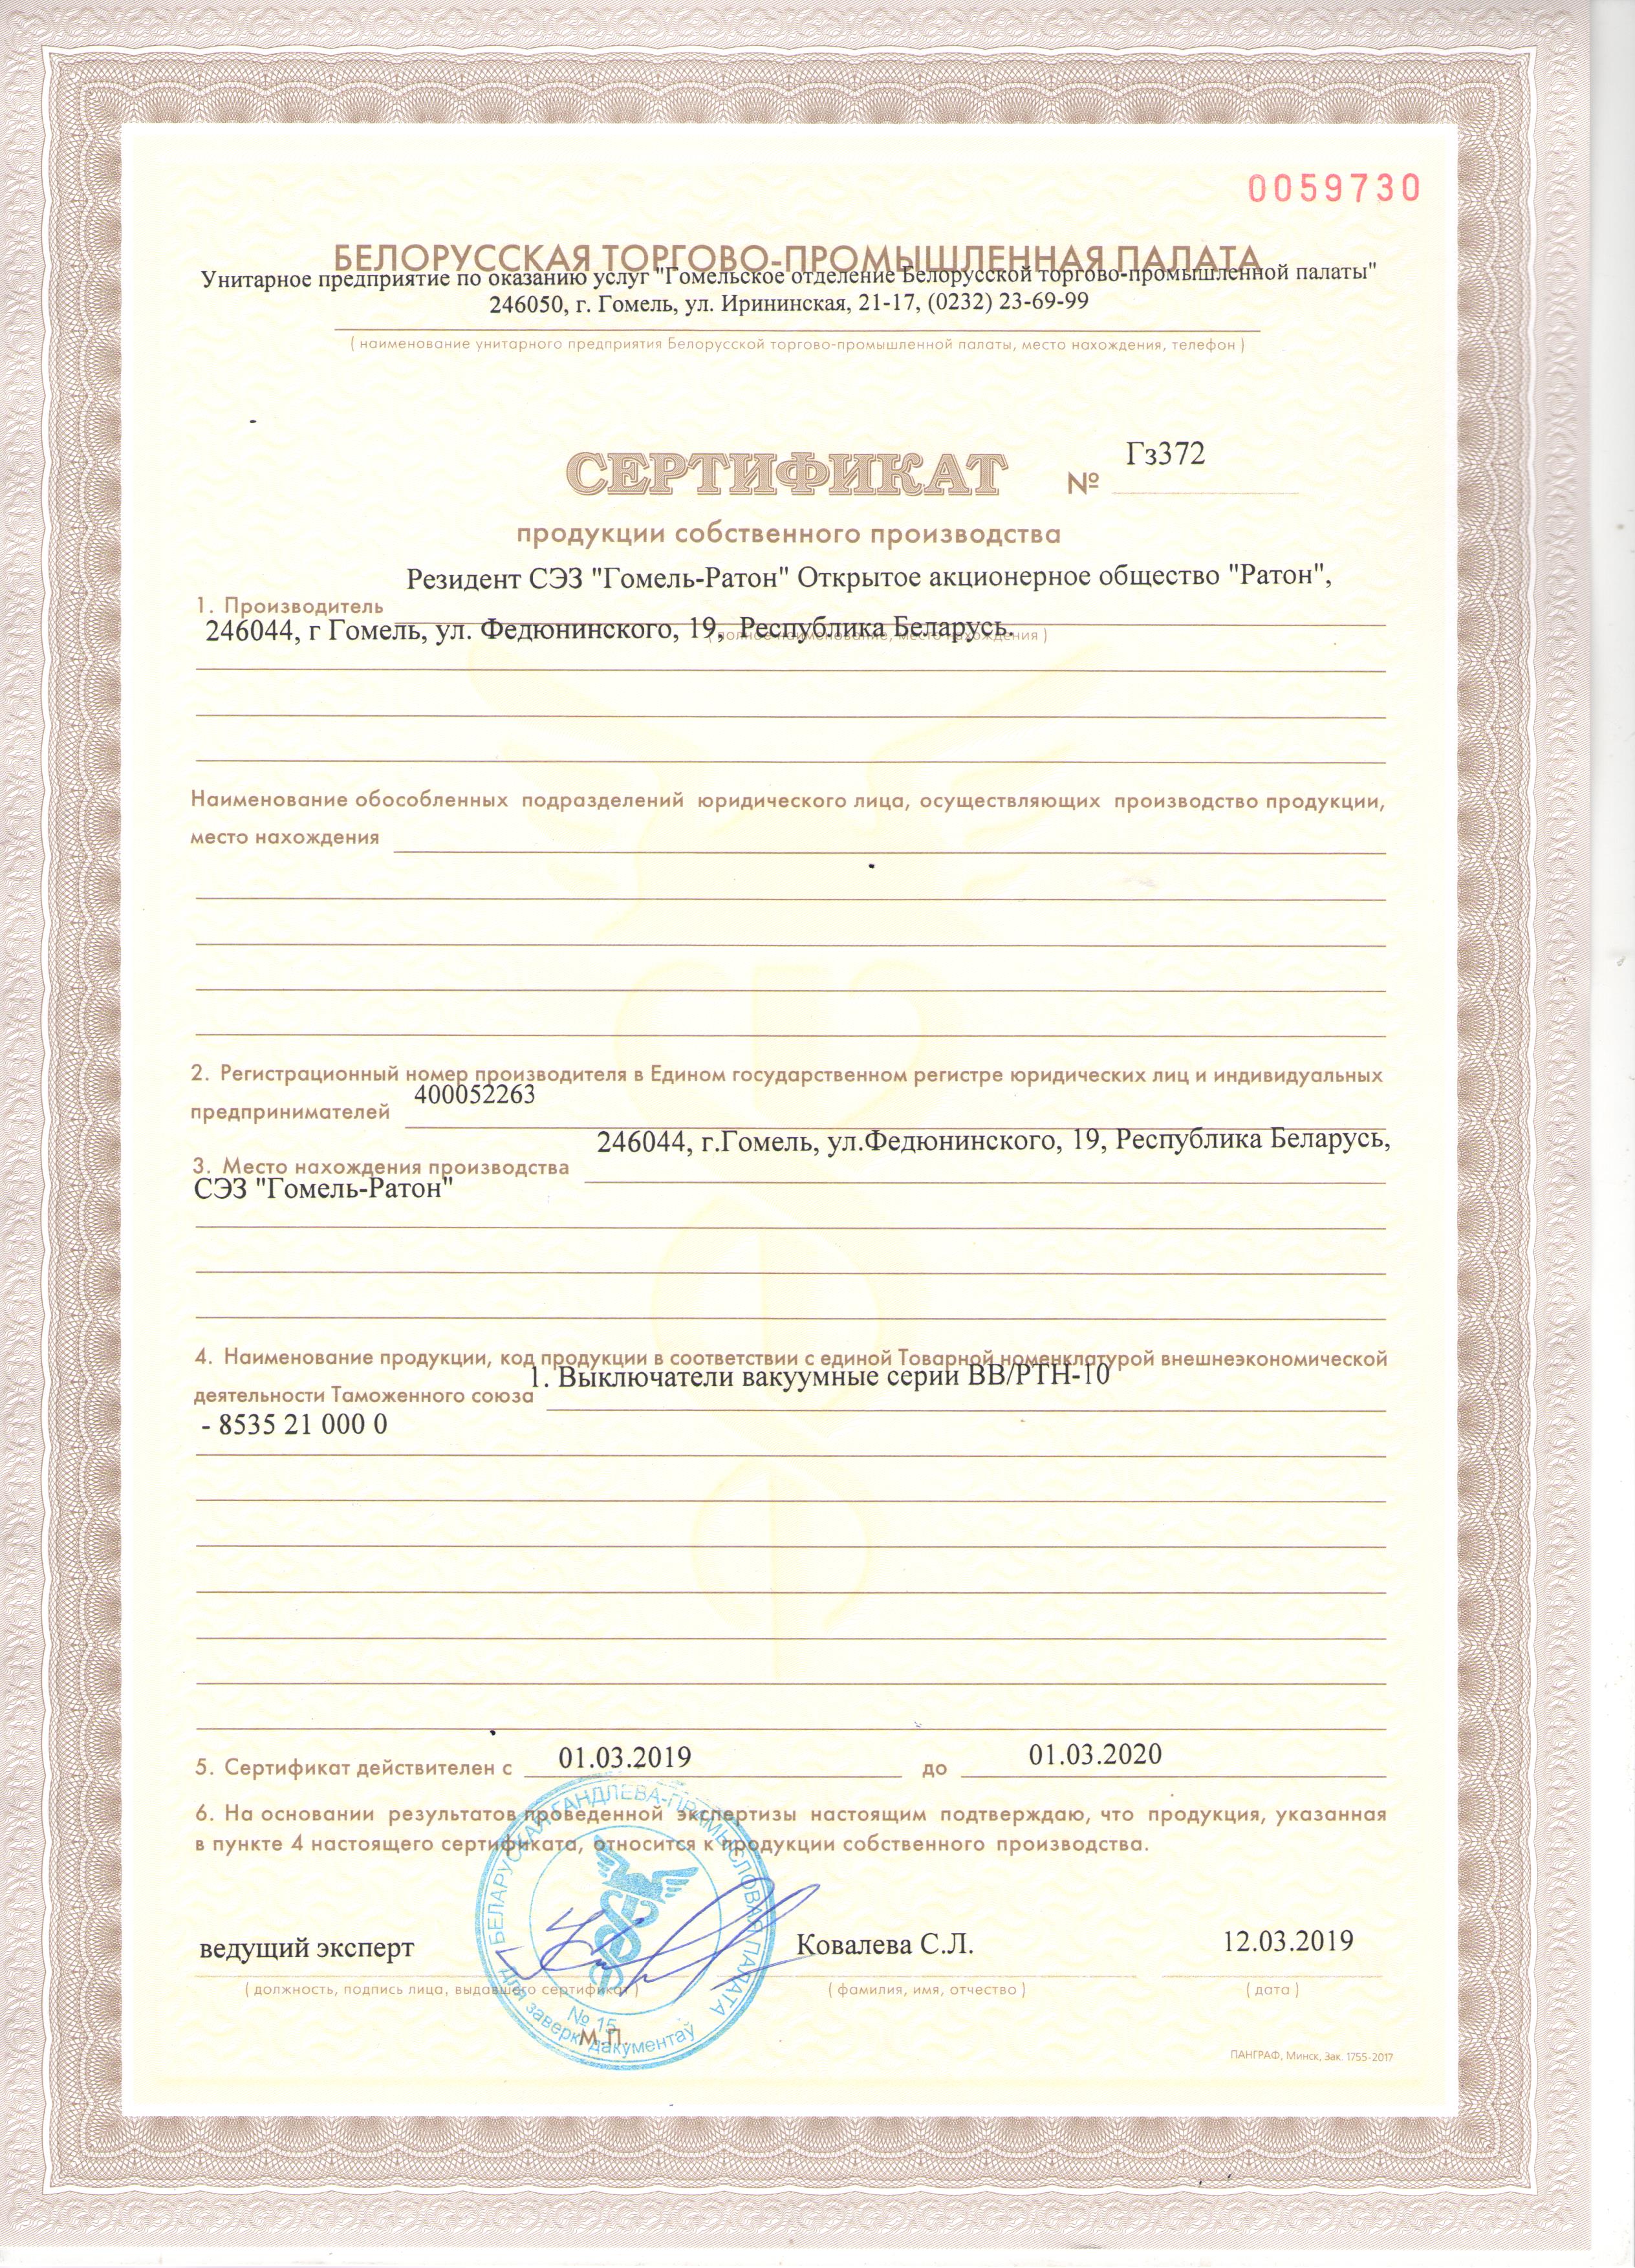 0059730
БЕЛОРУССКАЯ ТОРГОВО-ПРОМЫШЛЕННАЯ ПАЛАТА
Унитарное предприятие по оказанию услуг "Гомельское отделение Белорусской торгово-промышленной палаты"
246050, г. Гомель, ул. Ирининская, 21-17, (0232) 23-69-99
( наименование унитарного предприятия Белорусской торгово-промышленной палаты, место нахождения, телефон )
СЕРТИФИКАТ № Гз372
продукции собственного производства
Резидент СЭЗ "Гомель-Ратон" Открытое акционерное общество "Ратон",
1. Производитель
246044, г Гомель, ул. Федюнинского, 19, Республика Беларусь.
( полное наименование, место нахождения )
Наименование обособленных подразделений юридического лица, осуществляющих производство продукции,
место нахождения
2. Регистрационный номер производителя в Едином государственном регистре юридических лиц и индивидуальных
предпринимателей 400052263
246044, г.Гомель, ул.Федюнинского, 19, Республика Беларусь,
3. Место нахождения производства
СЭЗ "Гомель-Ратон"
4. Наименование продукции, код продукции в соответствии с единой Товарной номенклатурой внешнеэкономической
1. Выключатели вакуумные серии ВВ/РТН-10
деятельности Таможенного союза
- 8535 21 000 0
5. Сертификат действителен с 01.03.2019 до 01.03.2020
6. На основании результатов проведенной экспертизы настоящим подтверждаю, что продукция, указанная
в пункте 4 настоящего сертификата, относится к продукции собственного производства.
ведущий эксперт Ковалева С.Л. 12.03.2019
( должность, подпись лица, выдавшего сертификат ) ( фамилия, имя, отчество ) ( дата )
БЕЛАРУСКАЯ ГАНДЛЕВА-ПРАМЫСЛОВАЯ ПАЛАТА
№ 15
для заверкі дакументаў
М.П.
ПАНГРАФ, Минск, Зак. 1755-2017